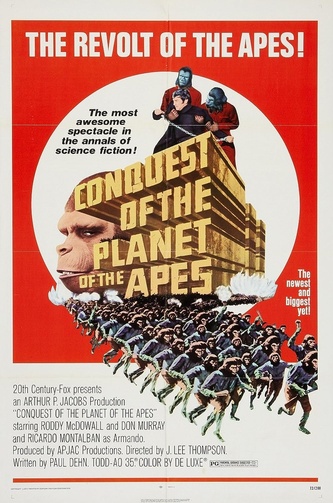 THE REVOLT OF THE APES!
The most
awesome
spectacle in
the annals of
science fiction!
CONQUEST
OF THE
PLANET
OF THE APES
The
newest
and
biggest
yet!
20th Century-Fox presents
an ARTHUR P. JACOBS Production
"CONQUEST OF THE PLANET OF THE APES"
starring RODDY McDOWALL and DON MURRAY
and RICARDO MONTALBAN as Armando.
Produced by APJAC Productions. Directed by J. LEE THOMPSON.
Written by PAUL DEHN. TODD-AO 35® COLOR BY DE LUXE®
PG